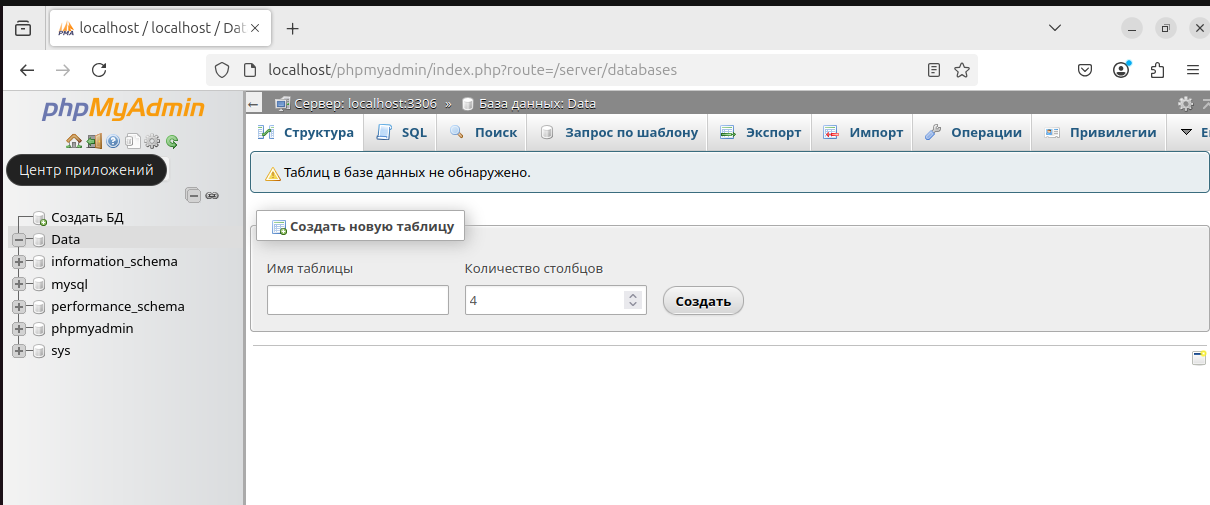 localhost / localhost / Dat
localhost/phpmyadmin/index.php?route=/server/databases
phpMyAdmin
Центр приложений
Создать БД
Data
information_schema
mysql
performance_schema
phpmyadmin
sys
Сервер: localhost:3306 » База данных: Data
Структура SQL Поиск Запрос по шаблону Экспорт Импорт Операции Привилегии
Таблиц в базе данных не обнаружено.
Создать новую таблицу
Имя таблицы Количество столбцов
4 Создать